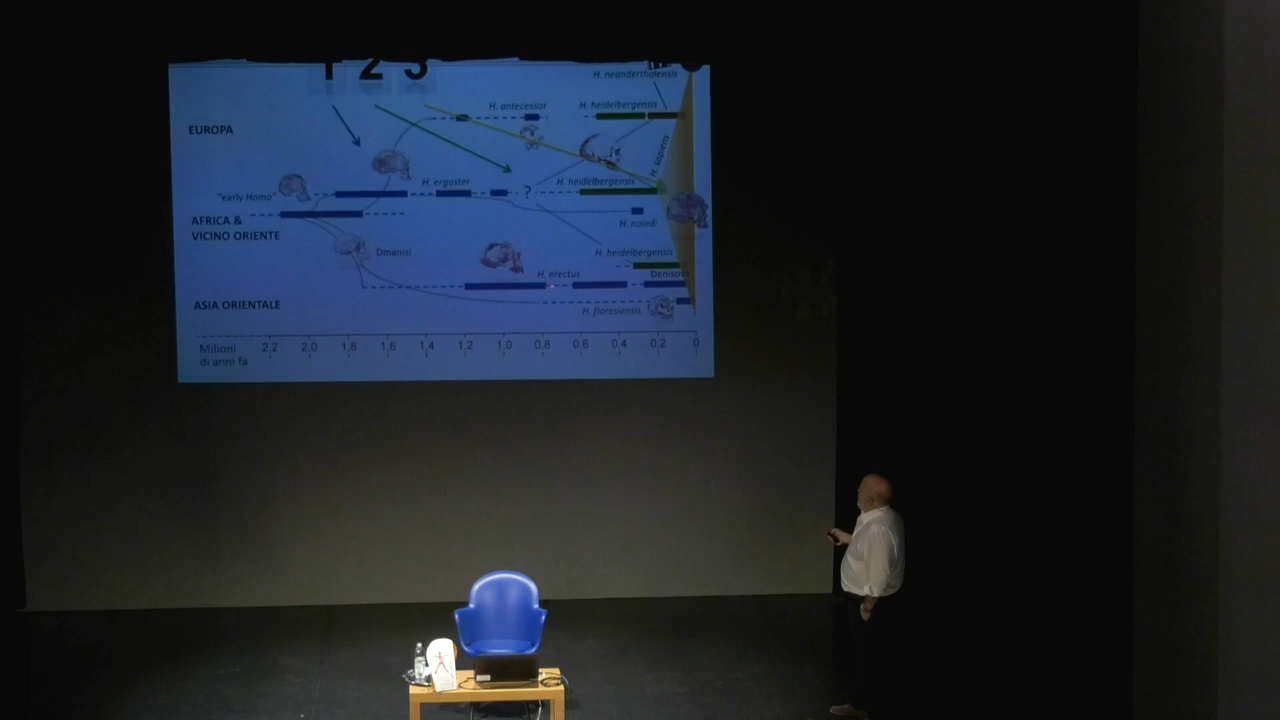 1 2 3
H. neanderthalensis
H. antecessor
H. heidelbergensis
EUROPA
H. sapiens
H. ergaster
?
H. heidelbergensis
"early Homo"
AFRICA &
VICINO ORIENTE
H. naledi
Dmanisi
H. heidelbergensis
H. erectus
Denisova
ASIA ORIENTALE
H. floresiensis
Milioni
di anni fa
2,2 2,0 1,8 1,6 1,4 1,2 1,0 0,8 0,6 0,4 0,2 0